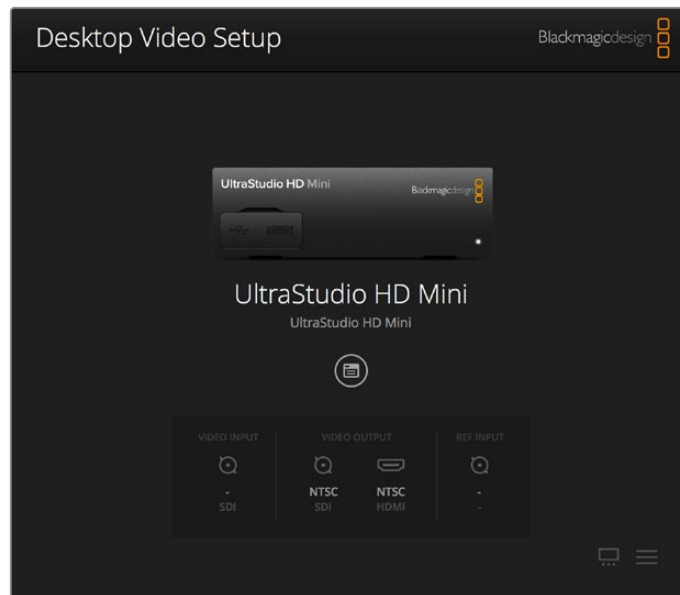 Desktop Video Setup
Blackmagicdesign
UltraStudio HD Mini
Blackmagicdesign
UltraStudio HD Mini
UltraStudio HD Mini
VIDEO INPUT VIDEO OUTPUT REF INPUT
- NTSC NTSC -
SDI SDI HDMI -